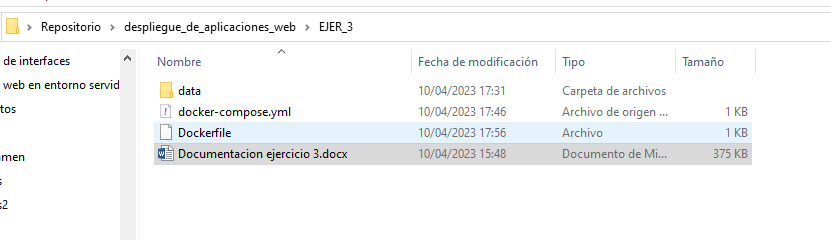 Repositorio > despliegue_de_aplicaciones_web > EJER_3
de interfaces
web en entorno servid
tos
men
s
s2
Nombre Fecha de modificación Tipo Tamaño
data 10/04/2023 17:31 Carpeta de archivos
docker-compose.yml 10/04/2023 17:46 Archivo de origen ... 1 KB
Dockerfile 10/04/2023 17:56 Archivo 1 KB
Documentacion ejercicio 3.docx 10/04/2023 15:48 Documento de Mi... 375 KB